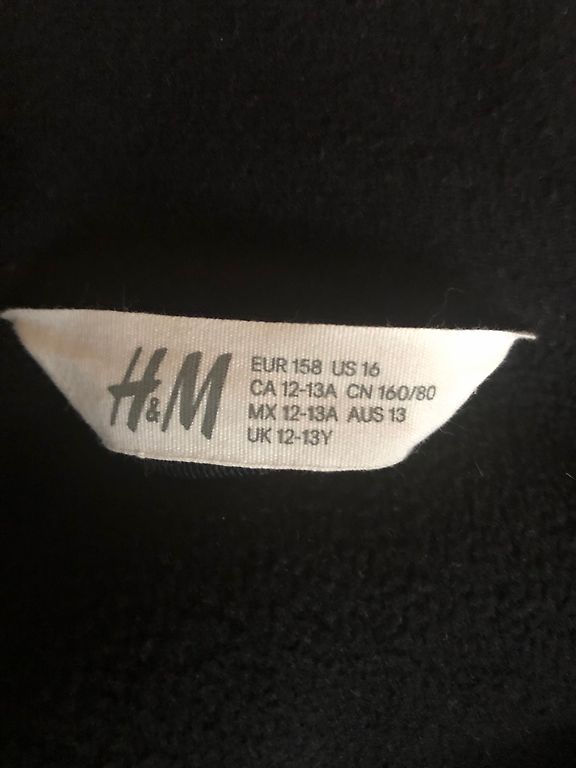 H&M
EUR 158 US 16
CA 12-13A CN 160/80
MX 12-13A AUS 13
UK 12-13Y